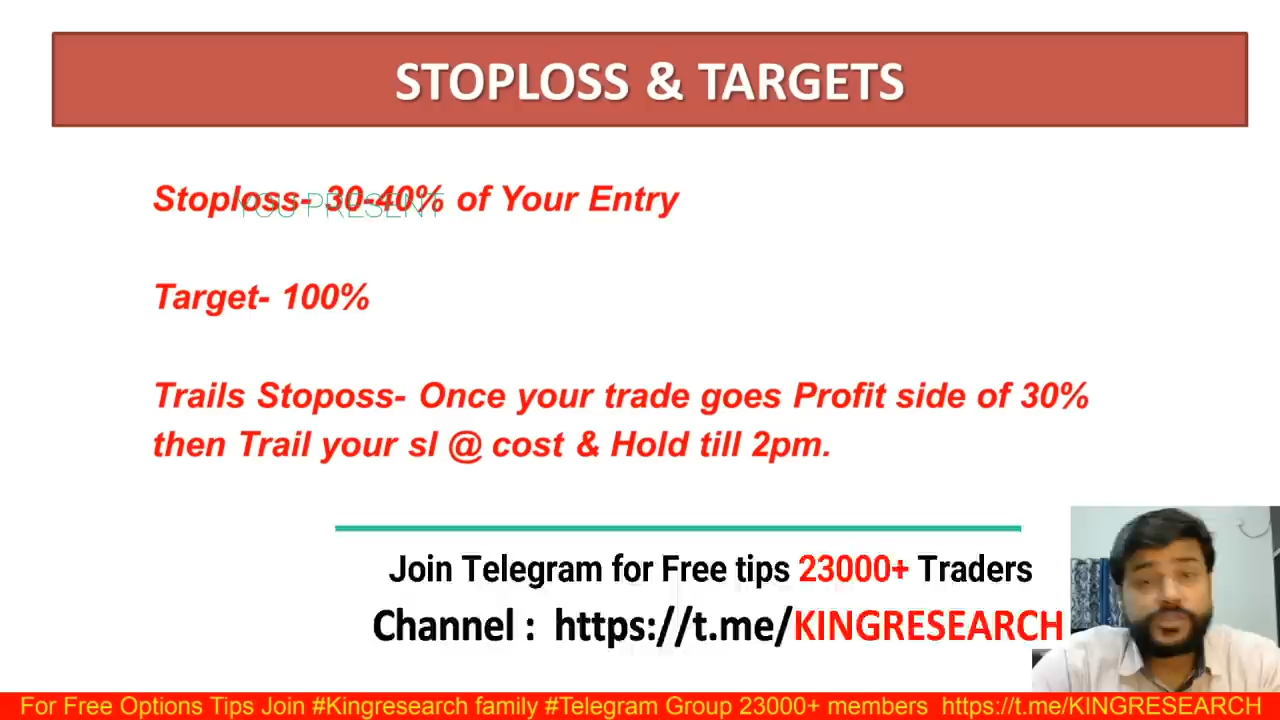 STOPLOSS & TARGETS
Stoploss- 30-40% of Your Entry
YOU PRESENT
Target- 100%
Trails Stoposs- Once your trade goes Profit side of 30%
then Trail your sl @ cost & Hold till 2pm.
Join Telegram for Free tips 23000+ Traders
Channel : https://t.me/KINGRESEARCH
For Free Options Tips Join #Kingresearch family #Telegram Group 23000+ members https://t.me/KINGRESEARCH